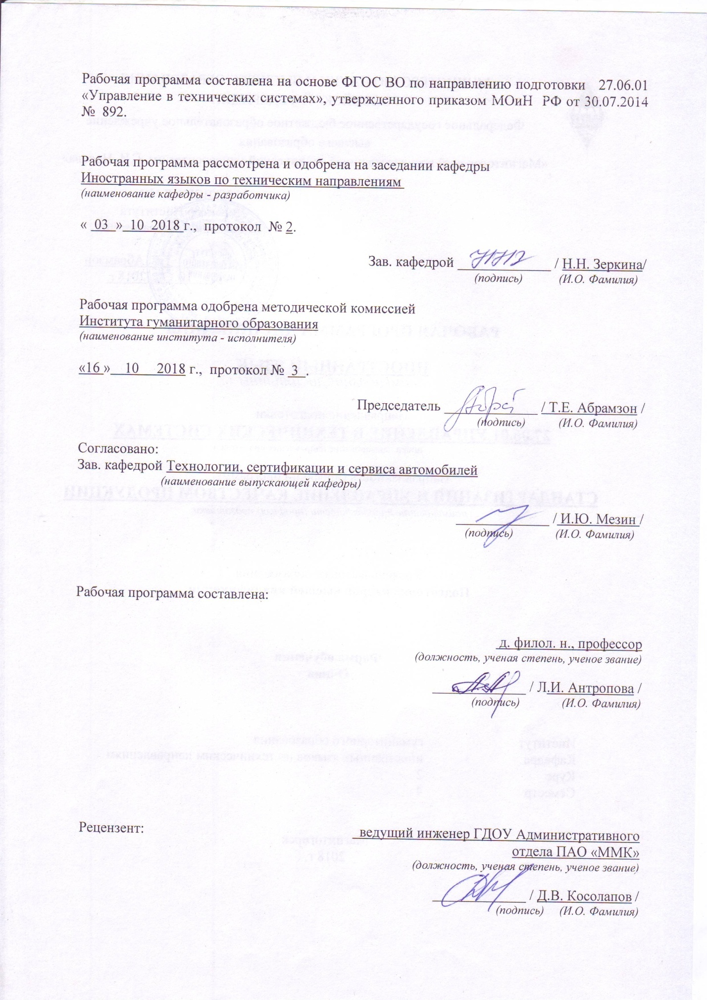 Рабочая программа составлена на основе ФГОС ВО по направлению подготовки 27.06.01
«Управление в технических системах», утвержденного приказом МОиН РФ от 30.07.2014
№ 892.
Рабочая программа рассмотрена и одобрена на заседании кафедры
Иностранных языков по техническим направлениям
(наименование кафедры - разработчика)
« 03 » 10 2018 г., протокол № 2.
Зав. кафедрой / Н.Н. Зеркина/
(подпись) (И.О. Фамилия)
Рабочая программа одобрена методической комиссией
Института гуманитарного образования
(наименование института - исполнителя)
«16 » 10 2018 г., протокол № 3 .
Председатель / Т.Е. Абрамзон /
(подпись) (И.О. Фамилия)
Согласовано:
Зав. кафедрой Технологии, сертификации и сервиса автомобилей
(наименование выпускающей кафедры)
/ И.Ю. Мезин /
(подпись) (И.О. Фамилия)
Рабочая программа составлена:
д. филол. н., профессор
(должность, ученая степень, ученое звание)
/ Л.И. Антропова /
(подпись) (И.О. Фамилия)
Рецензент: ведущий инженер ГДОУ Административного
отдела ПАО «ММК»
(должность, ученая степень, ученое звание)
/ Д.В. Косолапов /
(подпись) (И.О. Фамилия)